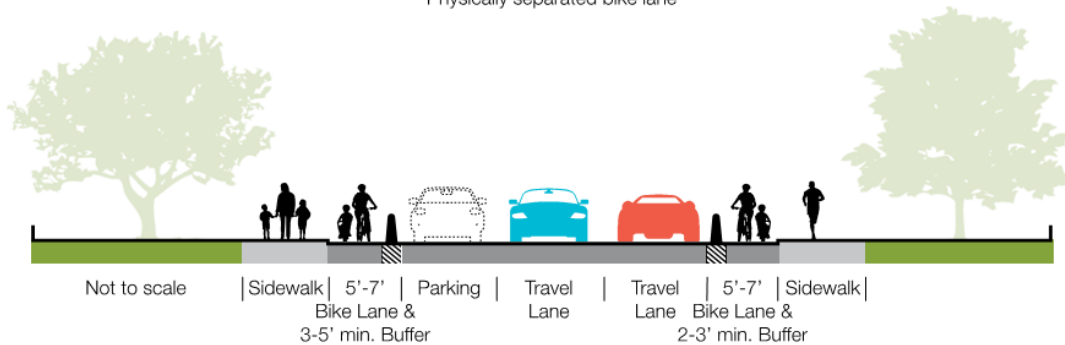 Physically separated bike lane
Not to scale | Sidewalk | 5’-7’ | Parking | Travel | Travel | 5’-7’ | Sidewalk |
Bike Lane & Lane Lane Bike Lane &
3-5’ min. Buffer 2-3’ min. Buffer